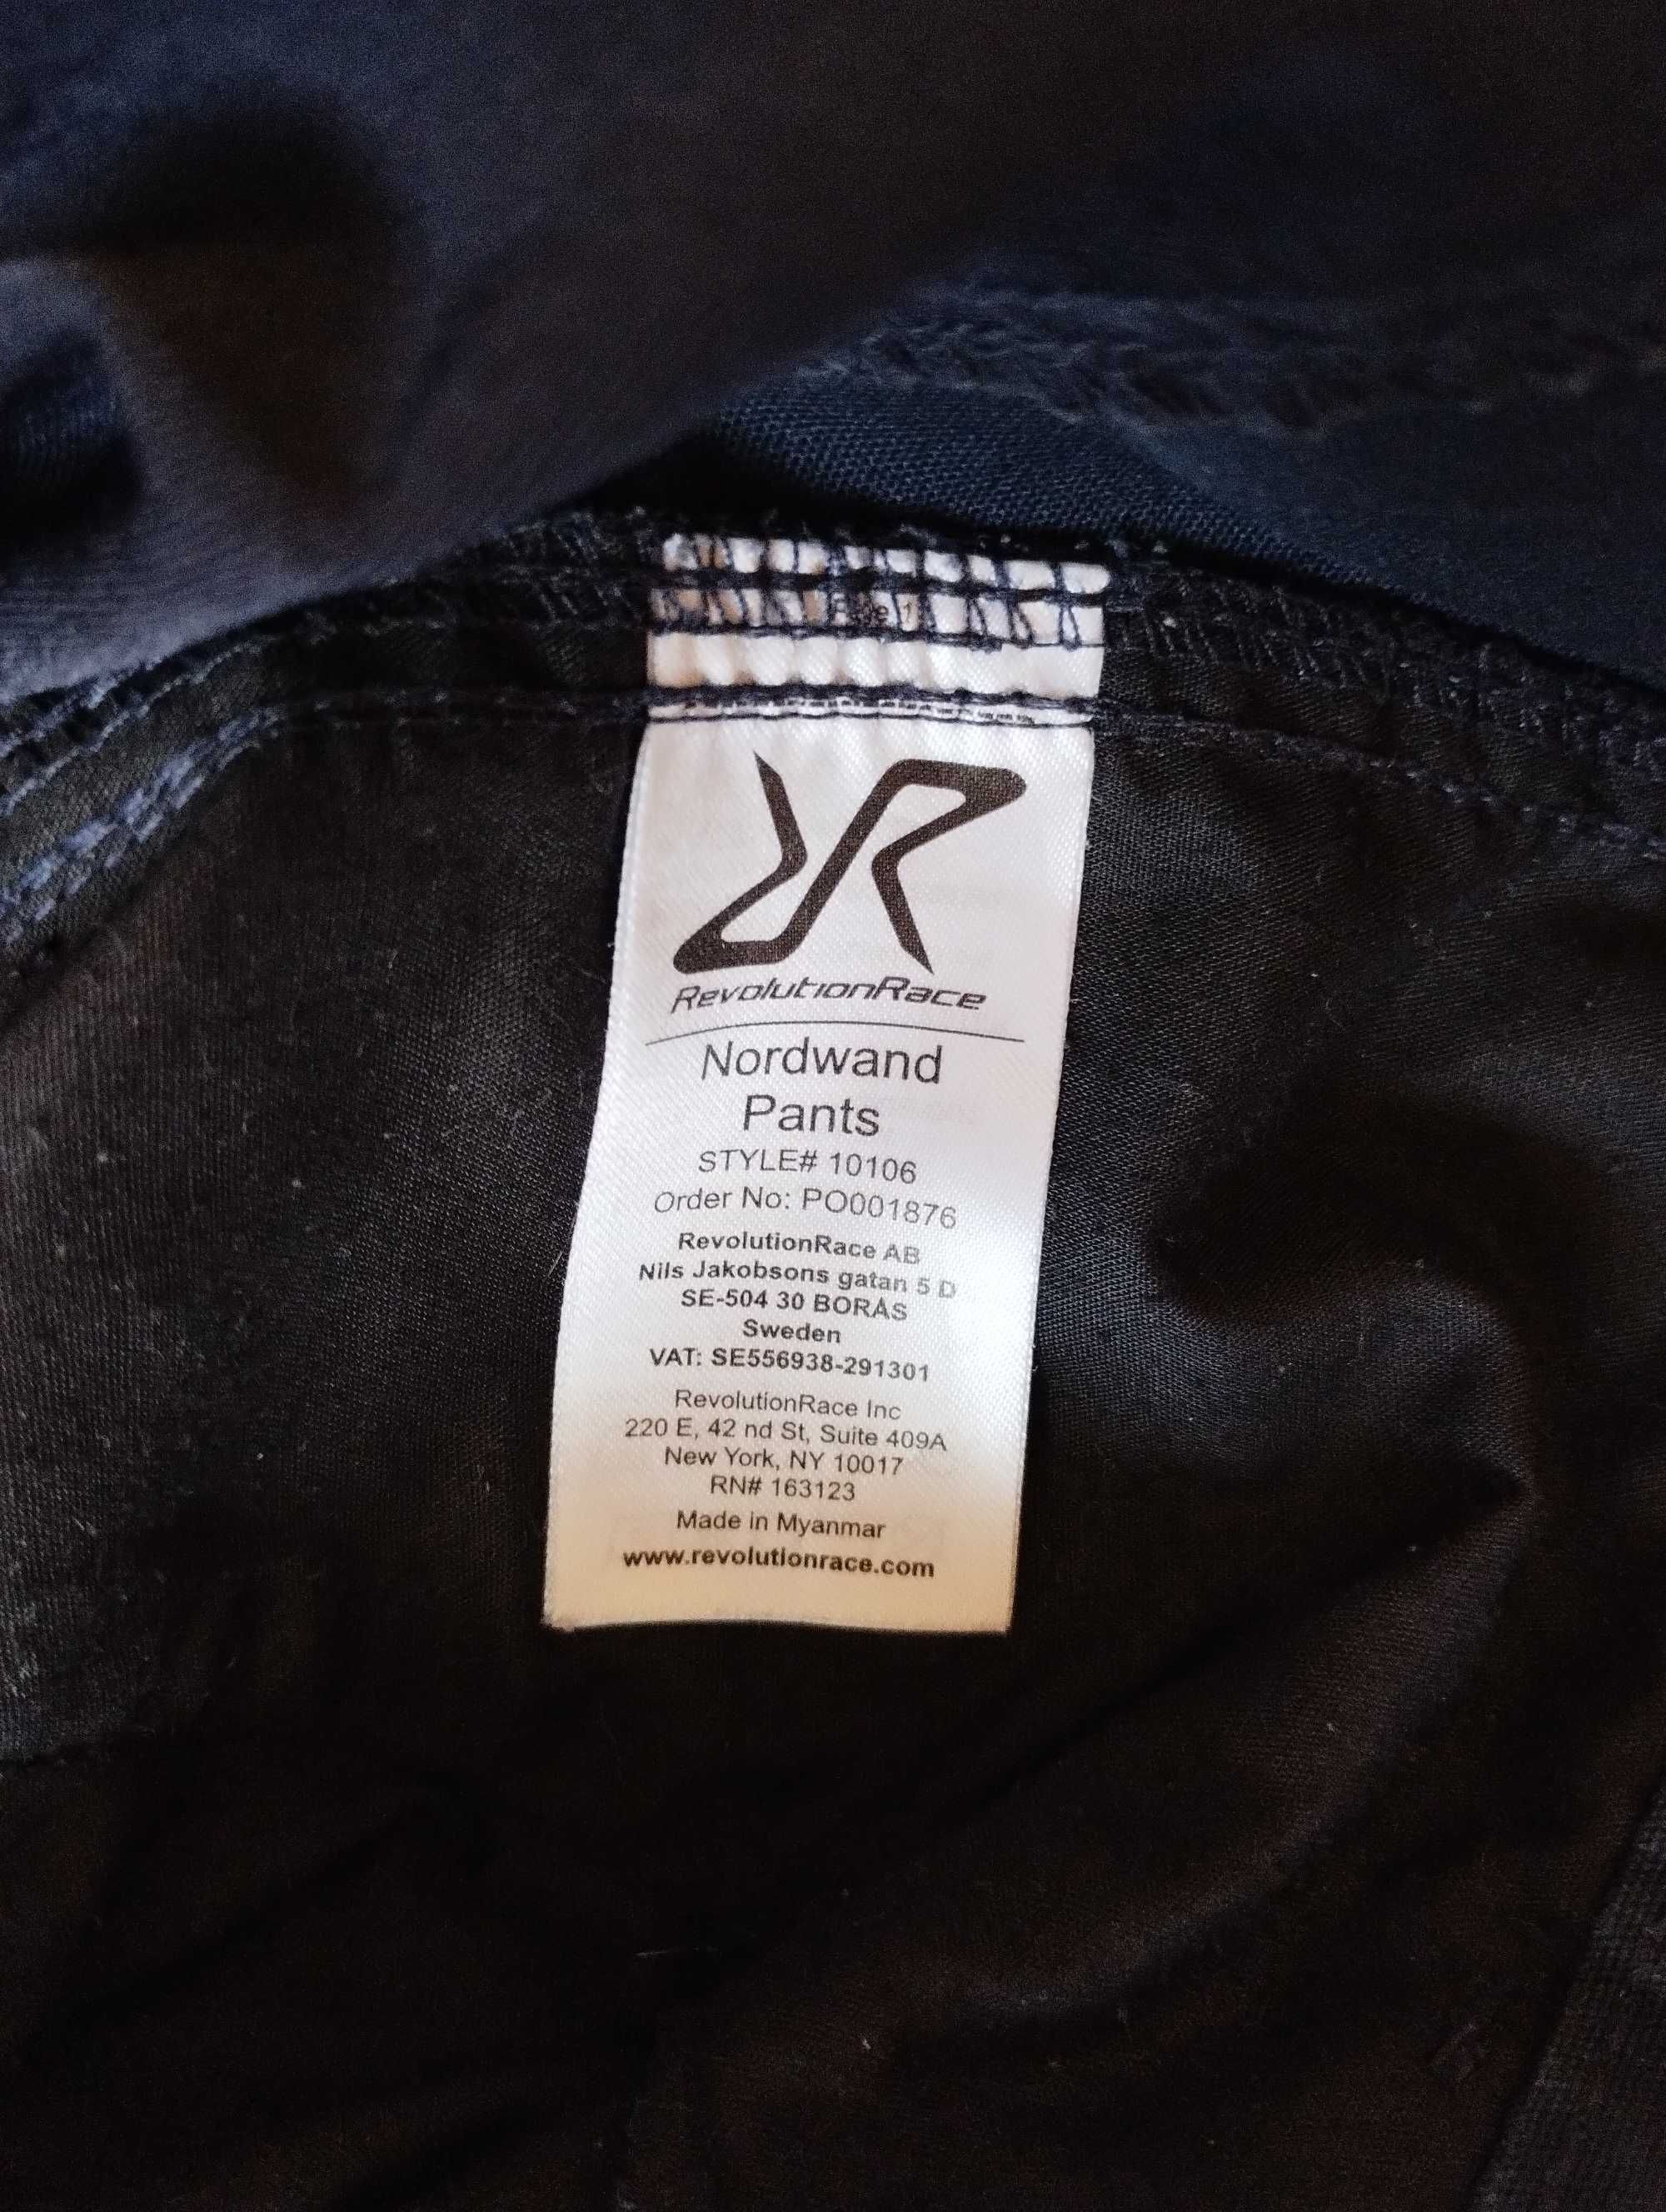 RevolutionRace
Nordwand
Pants
STYLE# 10106
Order No: PO001876
RevolutionRace AB
Nils Jakobsons gatan 5 D
SE-504 30 BORÅS
Sweden
VAT: SE556938-291301
RevolutionRace Inc
220 E, 42 nd St, Suite 409A
New York, NY 10017
RN# 163123
Made in Myanmar
www.revolutionrace.com